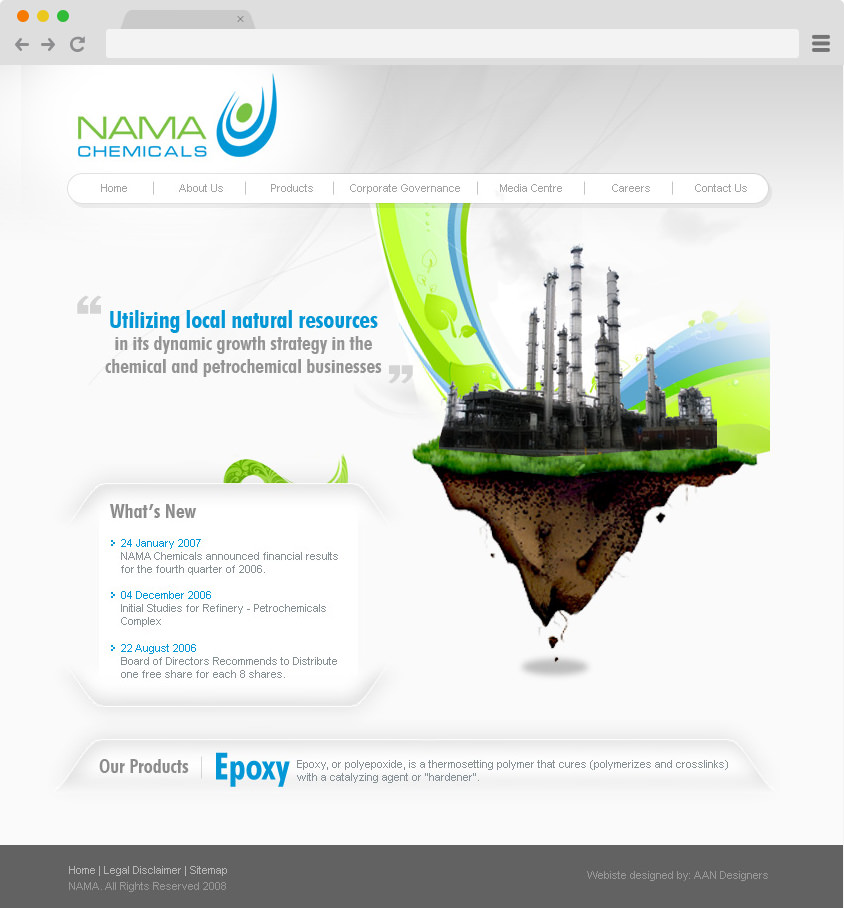 NAMA
CHEMICALS
Home | About Us | Products | Corporate Governance | Media Centre | Careers | Contact Us
“ Utilizing local natural resources
in its dynamic growth strategy in the
chemical and petrochemical businesses ”
What's New
24 January 2007
NAMA Chemicals announced financial results
for the fourth quarter of 2006.
04 December 2006
Initial Studies for Refinery - Petrochemicals
Complex
22 August 2006
Board of Directors Recommends to Distribute
one free share for each 8 shares.
Our Products | Epoxy
Epoxy, or polyepoxide, is a thermosetting polymer that cures (polymerizes and crosslinks)
with a catalyzing agent or "hardener".
Home | Legal Disclaimer | Sitemap
NAMA. All Rights Reserved 2008
Webiste designed by: AAN Designers